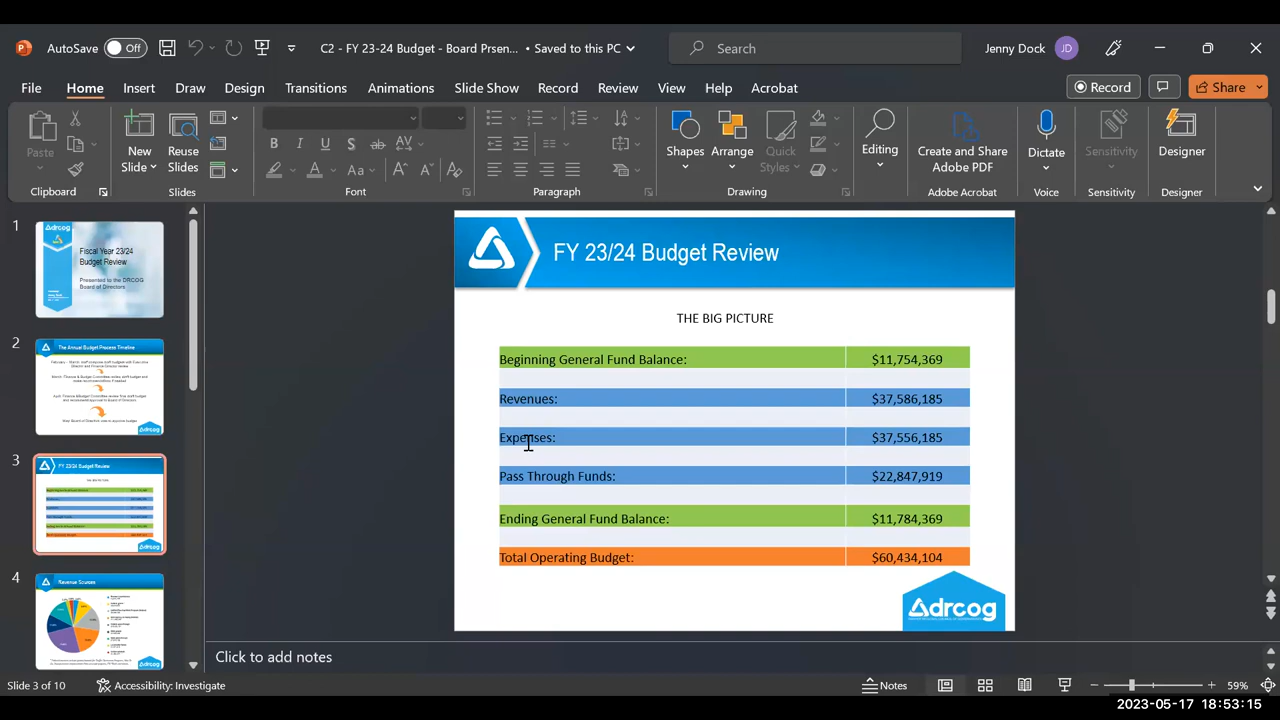 AutoSave Off C2 - FY 23-24 Budget - Board Prsen... • Saved to this PC Search Jenny Dock JD
File Home Insert Draw Design Transitions Animations Slide Show Record Review View Help Acrobat Record Share
Paste New Slide Reuse Slides B I U S ab AV Aa A A Shapes Arrange Quick Styles Editing Create and Share Adobe PDF Dictate Sensitivity Designer
Clipboard Slides Font Paragraph Drawing Adobe Acrobat Voice Sensitivity Designer
1
Fiscal Year 23/24
Budget Review
Presented to the DRCOG
Board of Directors
2
The Annual Budget Process Timeline
3
FY 23/24 Budget Review
4
Revenue Sources
FY 23/24 Budget Review
THE BIG PICTURE
Beginning General Fund Balance: $11,754,369
Revenues: $37,586,185
Expenses: $37,556,185
Pass Through Funds: $22,847,919
Ending General Fund Balance: $11,784,369
Total Operating Budget: $60,434,104
drcog
Click to add notes
Slide 3 of 10 Accessibility: Investigate Notes 59%
2023-05-17 18:53:15